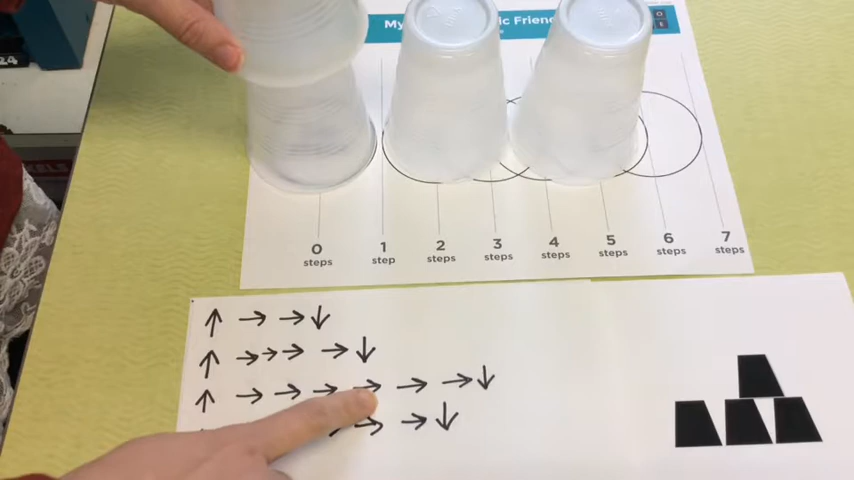 My
ic Frien
0 1 2 3 4 5 6 7
steps step steps steps steps steps steps steps
24
↑ → → ↓
↑ → → → → ↓
↑ → → → → → → ↓
→ → ↓